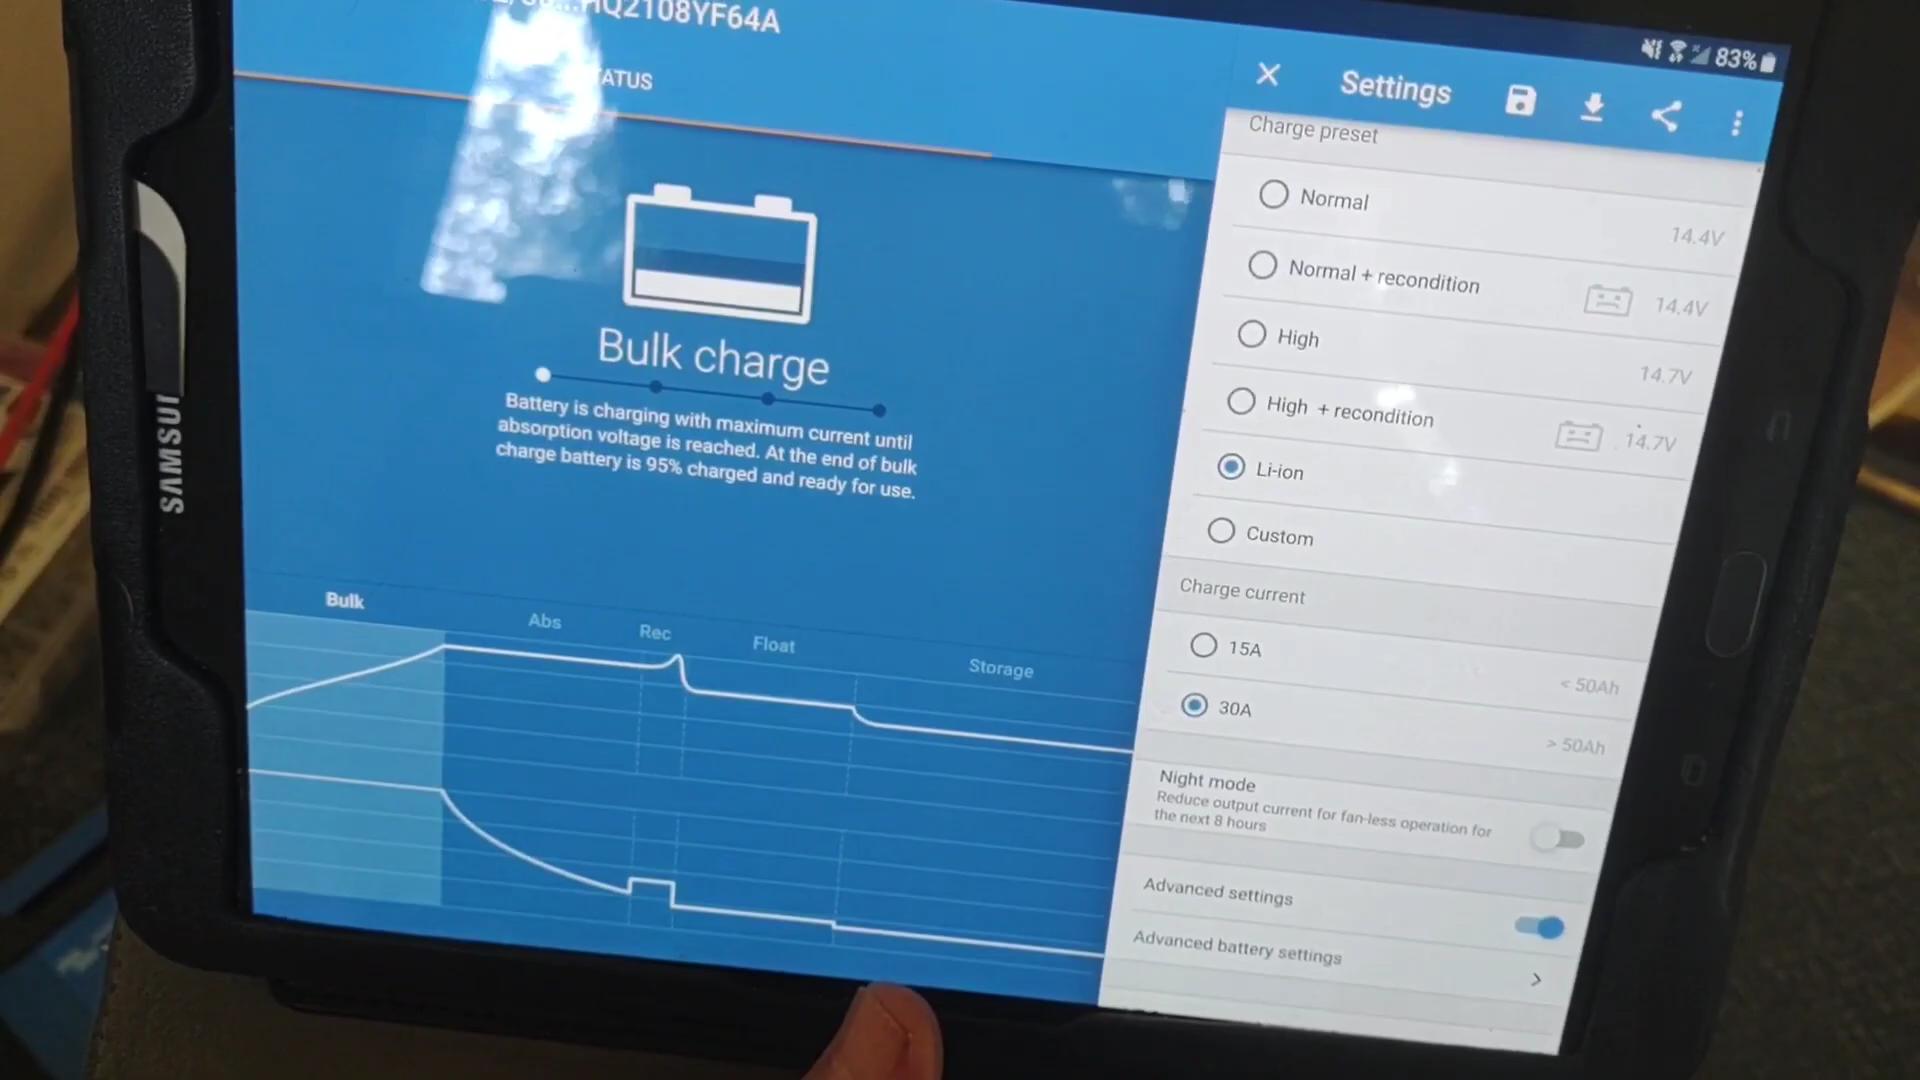 HQ2108YF64A
83%
ATUS
Settings
Charge preset
Normal
14.4V
Normal + recondition
14.4V
High
14.7V
High + recondition
14.7V
Li-ion
Custom
Charge current
15A
< 50Ah
30A
> 50Ah
Night mode
Reduce output current for fan-less operation for
the next 8 hours
Advanced settings
Advanced battery settings
Bulk charge
Battery is charging with maximum current until
absorption voltage is reached. At the end of bulk
charge battery is 95% charged and ready for use.
Bulk
Abs
Rec
Float
Storage
SAMSU